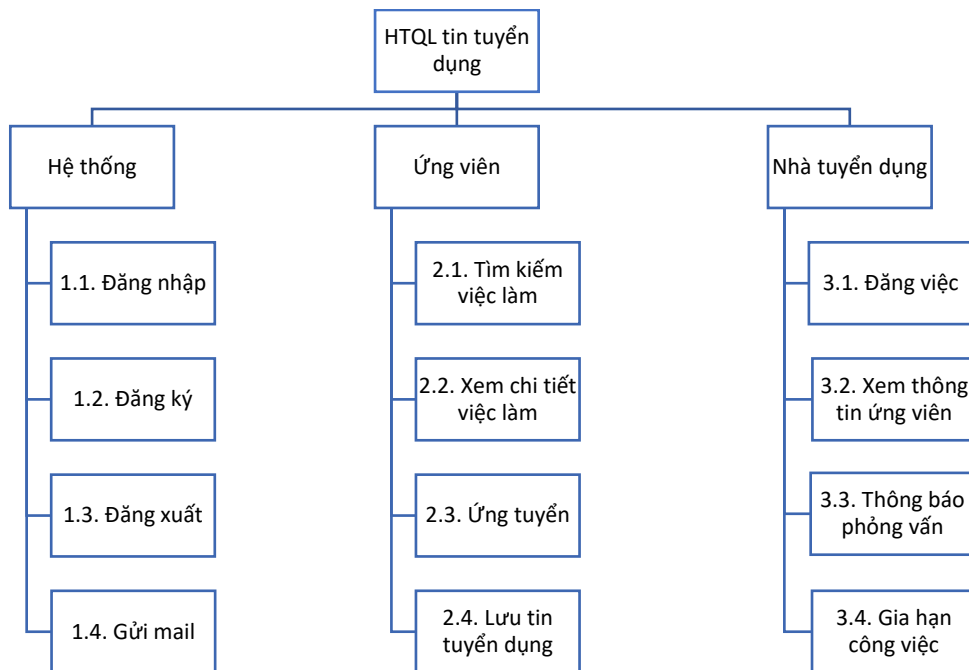 HTQL tin tuyển
dụng
Hệ thống
Ứng viên
Nhà tuyển dụng
1.1. Đăng nhập
1.2. Đăng ký
1.3. Đăng xuất
1.4. Gửi mail
2.1. Tìm kiếm
việc làm
2.2. Xem chi tiết
việc làm
2.3. Ứng tuyển
2.4. Lưu tin
tuyển dụng
3.1. Đăng việc
3.2. Xem thông
tin ứng viên
3.3. Thông báo
phỏng vấn
3.4. Gia hạn
công việc